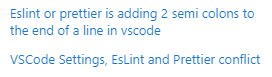 Eslint or prettier is adding 2 semi colons to
the end of a line in vscode
VSCode Settings, EsLint and Prettier conflict